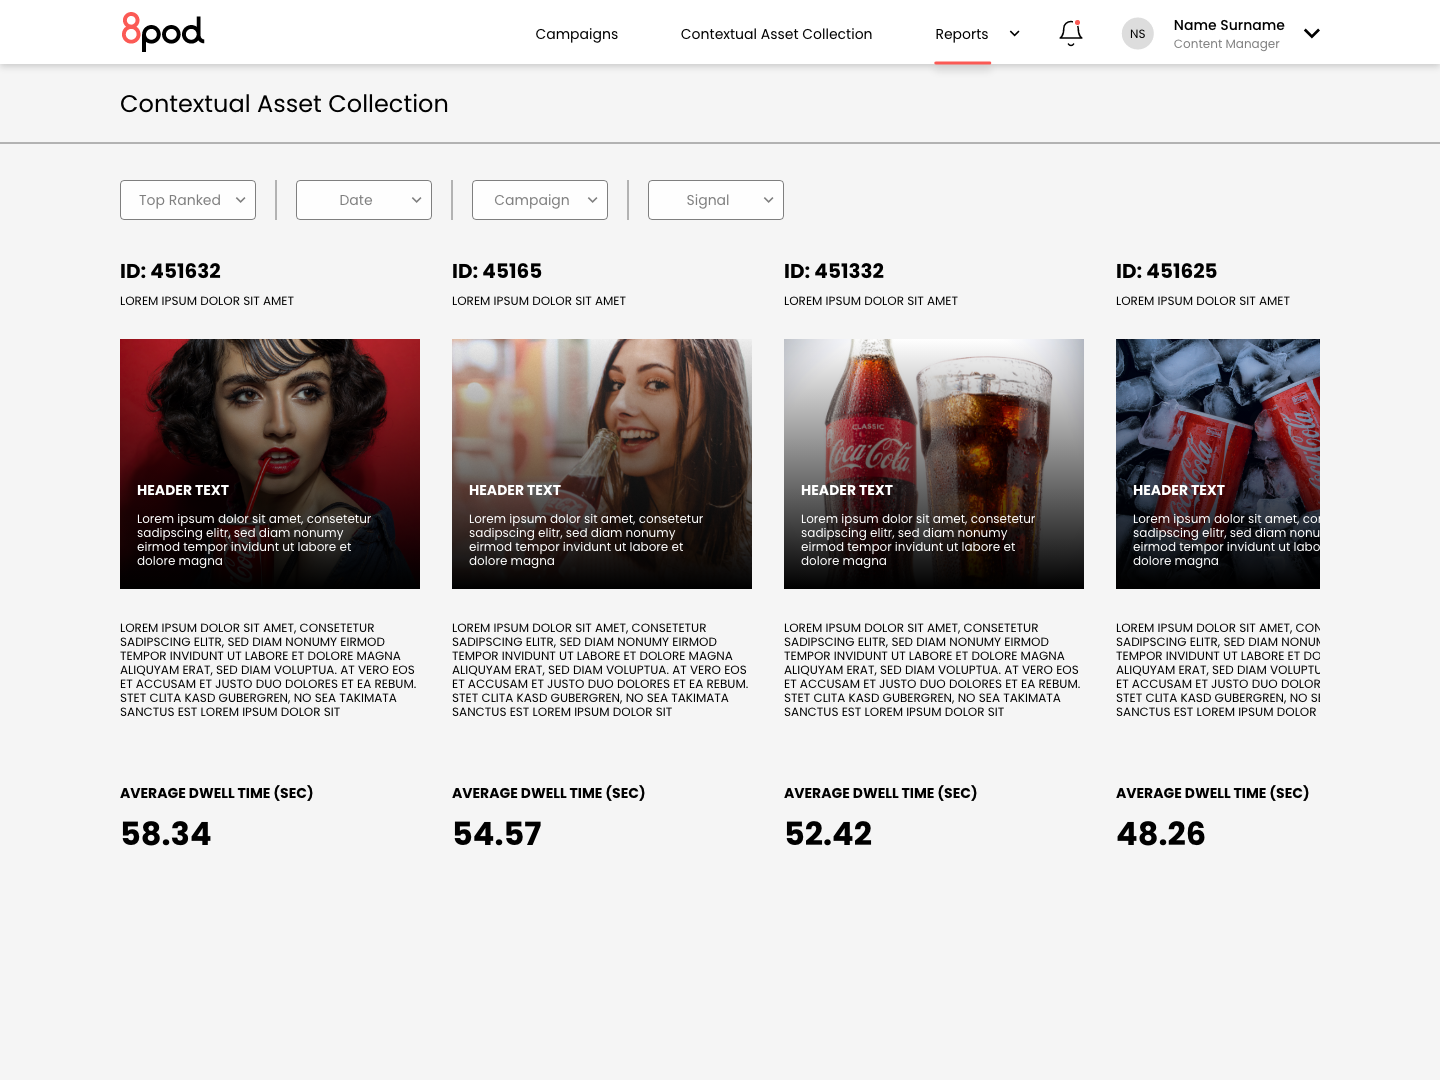 8pod
Campaigns
Contextual Asset Collection
Reports
NS
Name Surname
Content Manager
Contextual Asset Collection
Top Ranked
Date
Campaign
Signal
ID: 451632
LOREM IPSUM DOLOR SIT AMET
HEADER TEXT
Lorem ipsum dolor sit amet, consetetur
sadipscing elitr, sed diam nonumy
eirmod tempor invidunt ut labore et
dolore magna
LOREM IPSUM DOLOR SIT AMET, CONSETETUR
SADIPSCING ELITR, SED DIAM NONUMY EIRMOD
TEMPOR INVIDUNT UT LABORE ET DOLORE MAGNA
ALIQUYAM ERAT, SED DIAM VOLUPTUA. AT VERO EOS
ET ACCUSAM ET JUSTO DUO DOLORES ET EA REBUM.
STET CLITA KASD GUBERGREN, NO SEA TAKIMATA
SANCTUS EST LOREM IPSUM DOLOR SIT
AVERAGE DWELL TIME (SEC)
58.34
ID: 45165
LOREM IPSUM DOLOR SIT AMET
HEADER TEXT
Lorem ipsum dolor sit amet, consetetur
sadipscing elitr, sed diam nonumy
eirmod tempor invidunt ut labore et
dolore magna
LOREM IPSUM DOLOR SIT AMET, CONSETETUR
SADIPSCING ELITR, SED DIAM NONUMY EIRMOD
TEMPOR INVIDUNT UT LABORE ET DOLORE MAGNA
ALIQUYAM ERAT, SED DIAM VOLUPTUA. AT VERO EOS
ET ACCUSAM ET JUSTO DUO DOLORES ET EA REBUM.
STET CLITA KASD GUBERGREN, NO SEA TAKIMATA
SANCTUS EST LOREM IPSUM DOLOR SIT
AVERAGE DWELL TIME (SEC)
54.57
ID: 451332
LOREM IPSUM DOLOR SIT AMET
CLASSIC
Coca-Cola
HEADER TEXT
Lorem ipsum dolor sit amet, consetetur
sadipscing elitr, sed diam nonumy
eirmod tempor invidunt ut labore et
dolore magna
LOREM IPSUM DOLOR SIT AMET, CONSETETUR
SADIPSCING ELITR, SED DIAM NONUMY EIRMOD
TEMPOR INVIDUNT UT LABORE ET DOLORE MAGNA
ALIQUYAM ERAT, SED DIAM VOLUPTUA. AT VERO EOS
ET ACCUSAM ET JUSTO DUO DOLORES ET EA REBUM.
STET CLITA KASD GUBERGREN, NO SEA TAKIMATA
SANCTUS EST LOREM IPSUM DOLOR SIT
AVERAGE DWELL TIME (SEC)
52.42
ID: 451625
LOREM IPSUM DOLOR SIT AMET
Coca-Cola
Coca-Cola
HEADER TEXT
Lorem ipsum dolor sit amet, cor
sadipscing elitr, sed diam nonu
eirmod tempor invidunt ut labo
dolore magna
LOREM IPSUM DOLOR SIT AMET, CON
SADIPSCING ELITR, SED DIAM NONUM
TEMPOR INVIDUNT UT LABORE ET DO
ALIQUYAM ERAT, SED DIAM VOLUPTU
ET ACCUSAM ET JUSTO DUO DOLOR
STET CLITA KASD GUBERGREN, NO SE
SANCTUS EST LOREM IPSUM DOLOR
AVERAGE DWELL TIME (SEC)
48.26